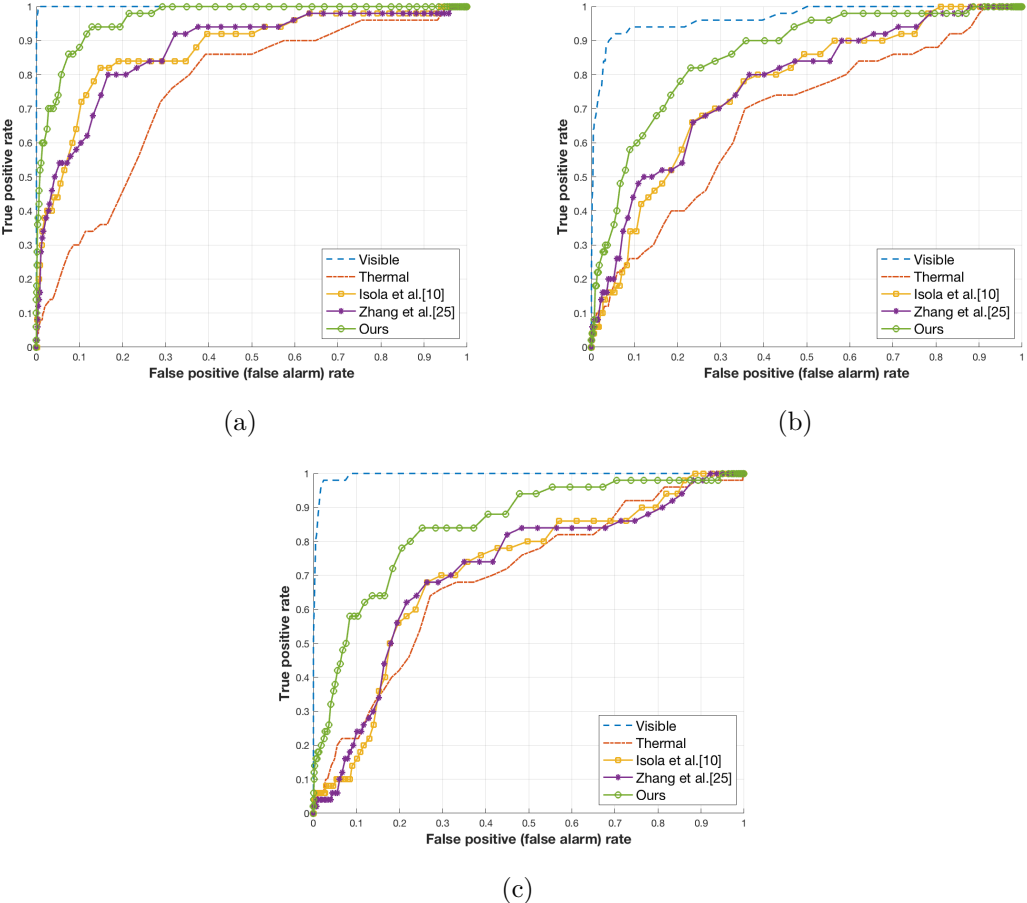 1
0.9
0.8
0.7
0.6
0.5
0.4
0.3
0.2
0.1
0
True positive rate
0 0.1 0.2 0.3 0.4 0.5 0.6 0.7 0.8 0.9 1
False positive (false alarm) rate
Visible
Thermal
Isola et al.[10]
Zhang et al.[25]
Ours
(a)
1
0.9
0.8
0.7
0.6
0.5
0.4
0.3
0.2
0.1
0
True positive rate
0 0.1 0.2 0.3 0.4 0.5 0.6 0.7 0.8 0.9 1
False positive (false alarm) rate
Visible
Thermal
Isola et al.[10]
Zhang et al.[25]
Ours
(b)
1
0.9
0.8
0.7
0.6
0.5
0.4
0.3
0.2
0.1
0
True positive rate
0 0.1 0.2 0.3 0.4 0.5 0.6 0.7 0.8 0.9 1
False positive (false alarm) rate
Visible
Thermal
Isola et al.[10]
Zhang et al.[25]
Ours
(c)